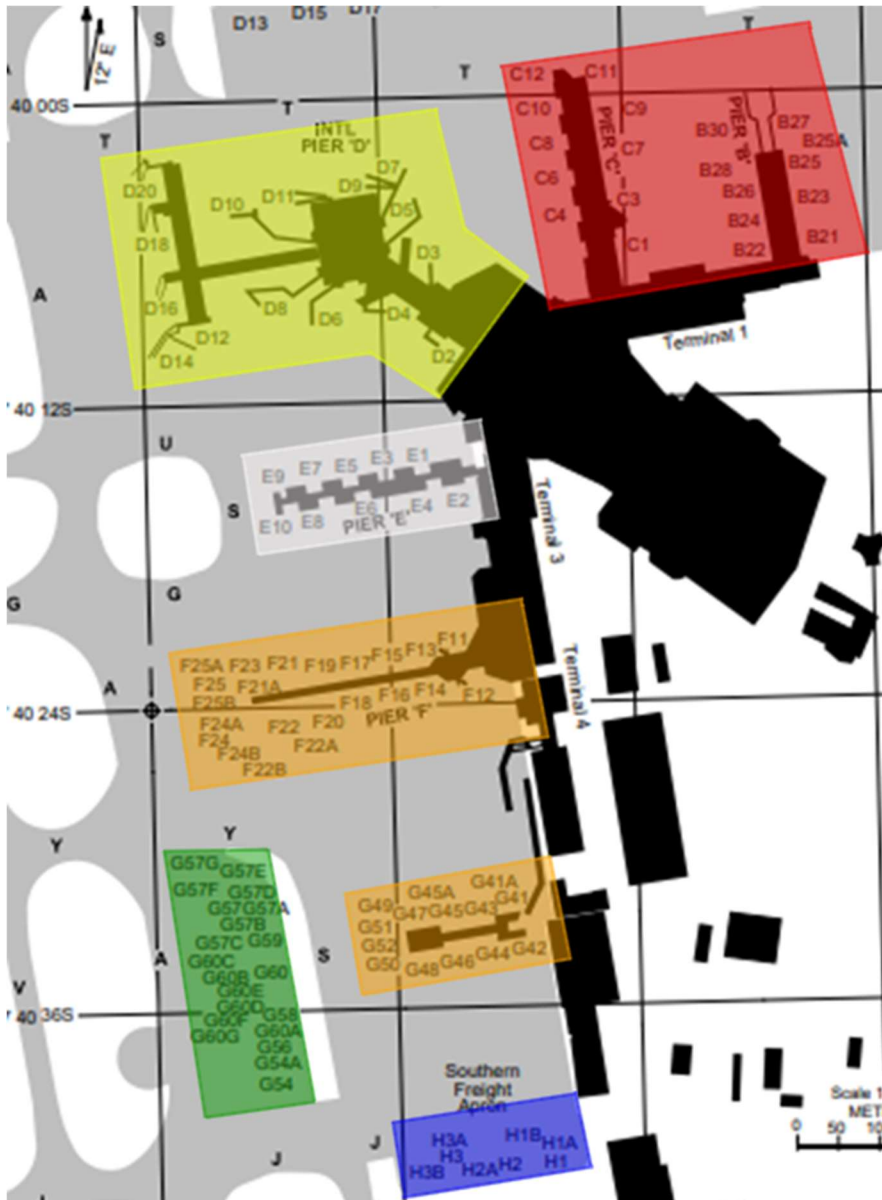 D13
D15
D17
S
12° E
T
T
40 00S
T
T
INTL
PIER 'D'
C12
C11
C10
C9
C8
C7
C6
C4
C3
C1
PIER 'C'
PIER 'B'
B30
B27
B25A
B28
B25
B26
B23
B24
B22
B21
D20
D18
D16
D14
D12
D10
D11
D9
D7
D5
D3
D8
D6
D4
D2
A
Terminal 1
40 12S
U
S
E9
E7
E5
E3
E1
E10
E8
E6
E4
E2
PIER 'E'
Terminal 3
G
G
A
F25A
F23
F21
F19
F17
F15
F13
F11
F25
F21A
F25B
F18
F16
F14
F12
PIER 'F'
F24A
F22
F20
F24
F22A
F24B
F22B
Terminal 4
40 24S
Y
Y
G57G
G57E
G57F
G57D
G57
G57A
G57B
G57C
G59
G60C
G60B
G60
G60E
G60D
G60F
G58
G60G
G60A
G56
G54A
G54
G41A
G45A
G41
G49
G47
G45
G43
G51
G52
G50
G48
G46
G44
G42
A
S
V
40 36S
Southern
Freight
Apron
H3A
H3
H3B
H2A
H2
H1B
H1A
H1
J
J
Scale 1
MET
0
50
10